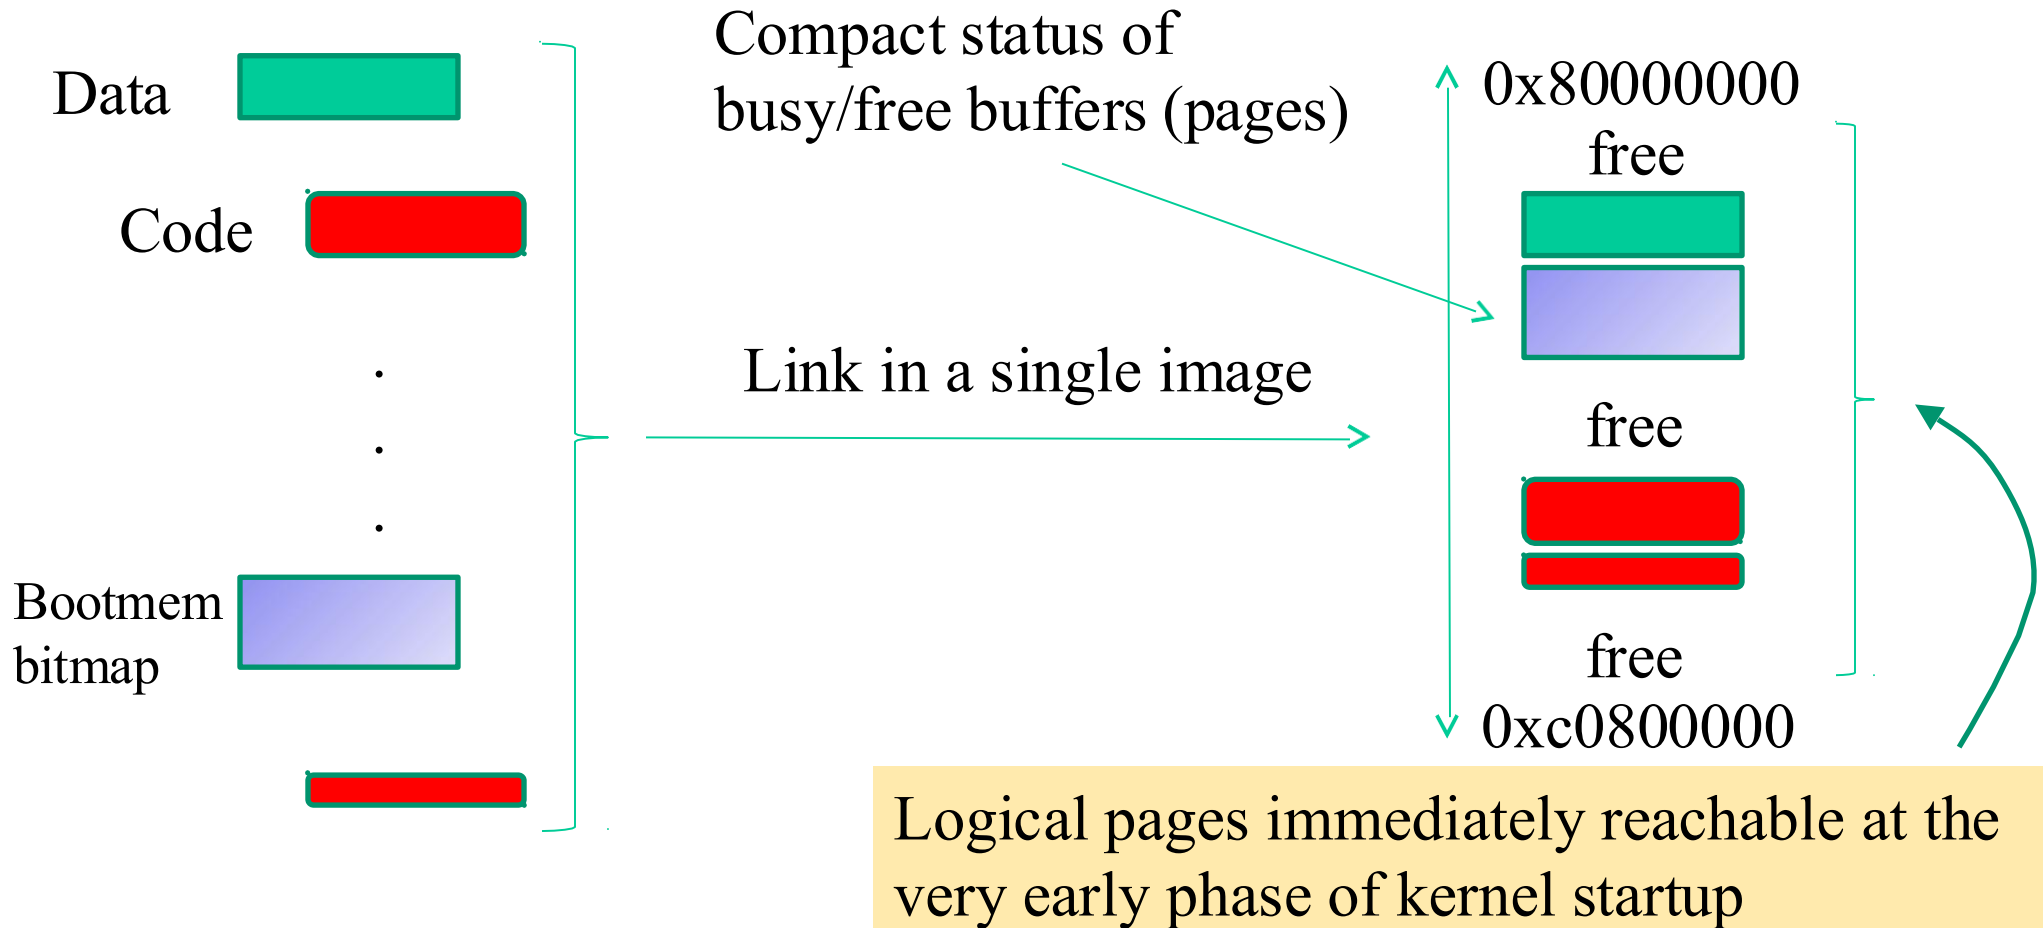 Data
Code
.
.
.
Bootmem
bitmap
Compact status of
busy/free buffers (pages)
Link in a single image
0x80000000
free
free
free
0xc0800000
Logical pages immediately reachable at the
very early phase of kernel startup